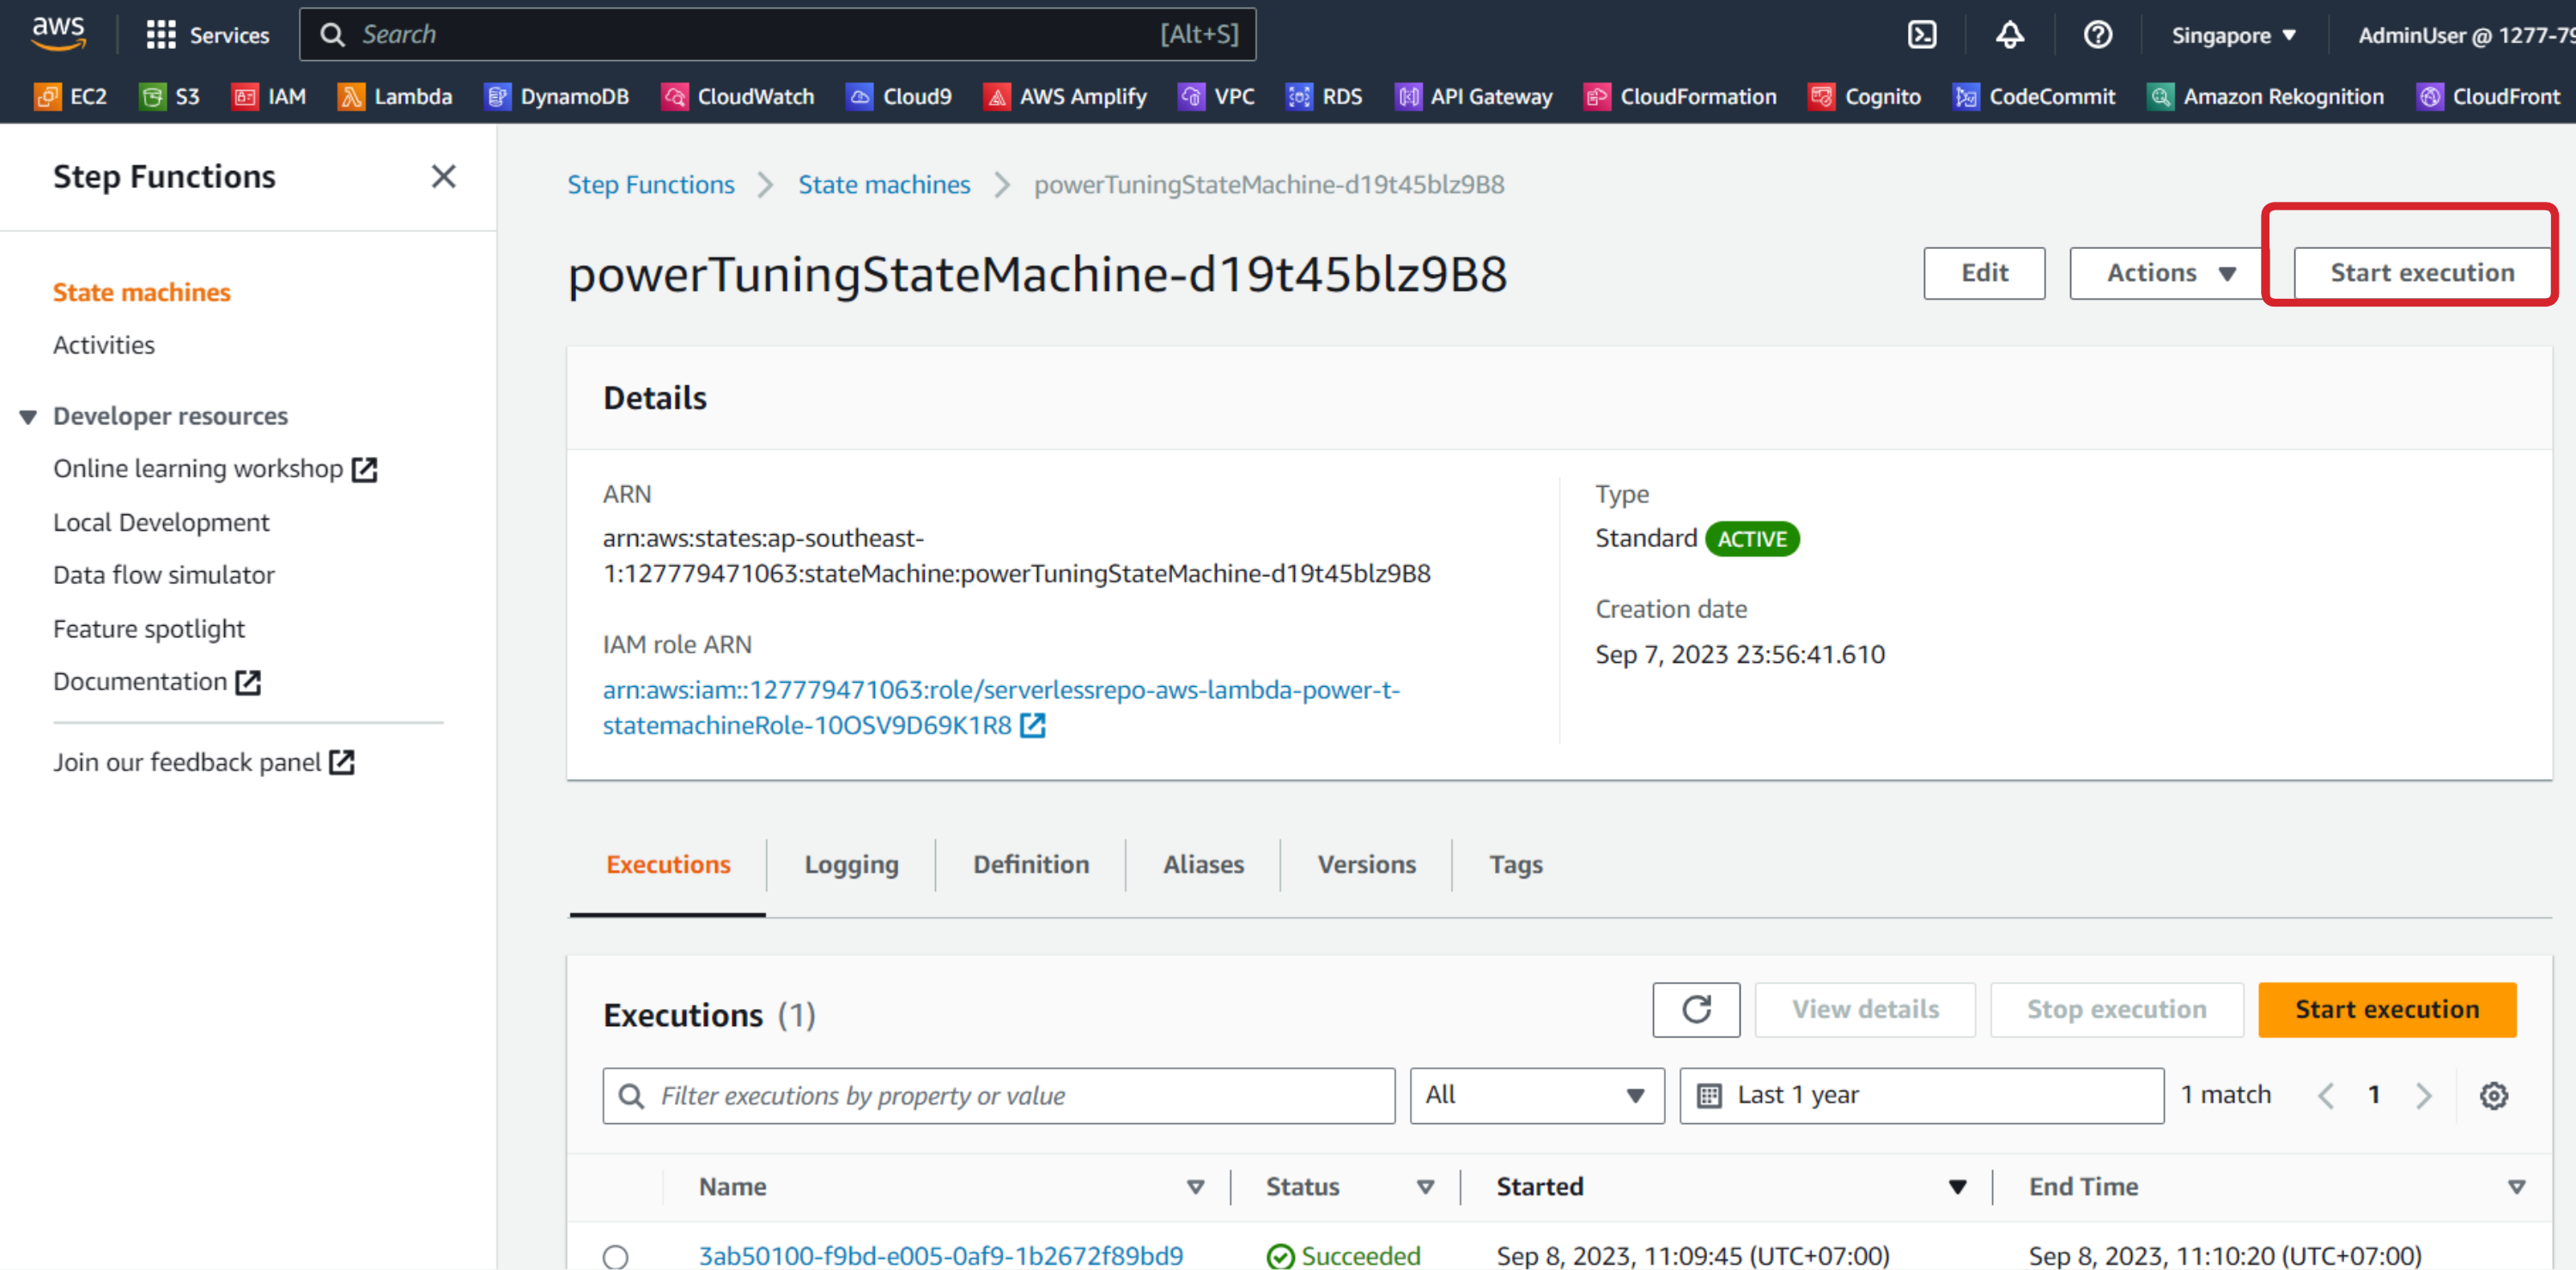 aws Services Search [Alt+S] Singapore AdminUser @ 1277-79
EC2 S3 IAM Lambda DynamoDB CloudWatch Cloud9 AWS Amplify VPC RDS API Gateway CloudFormation Cognito CodeCommit Amazon Rekognition CloudFront
Step Functions
State machines
Activities
Developer resources
Online learning workshop
Local Development
Data flow simulator
Feature spotlight
Documentation
Join our feedback panel
Step Functions State machines powerTuningStateMachine-d19t45blz9B8
powerTuningStateMachine-d19t45blz9B8 Edit Actions Start execution
Details
ARN
arn:aws:states:ap-southeast-
1:127779471063:stateMachine:powerTuningStateMachine-d19t45blz9B8
IAM role ARN
arn:aws:iam::127779471063:role/serverlessrepo-aws-lambda-power-t-
statemachineRole-10OSV9D69K1R8
Type
Standard ACTIVE
Creation date
Sep 7, 2023 23:56:41.610
Executions Logging Definition Aliases Versions Tags
Executions (1) View details Stop execution Start execution
Filter executions by property or value All Last 1 year 1 match 1
Name Status Started End Time
3ab50100-f9bd-e005-0af9-1b2672f89bd9 Succeeded Sep 8, 2023, 11:09:45 (UTC+07:00) Sep 8, 2023, 11:10:20 (UTC+07:00)